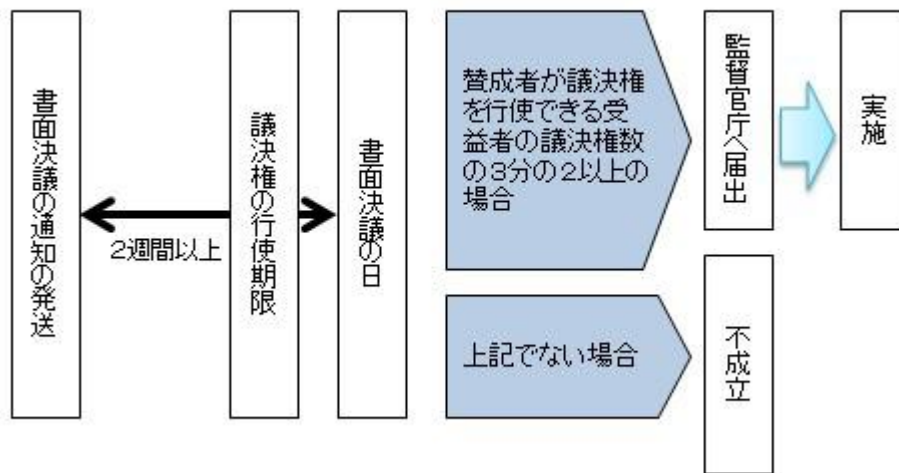 書面決議の通知の発送
2週間以上
議決権の行使期限
書面決議の日
賛成者が議決権
を行使できる受
益者の議決権数
の3分の2以上の
場合
監督官庁へ届出
実施
上記でない場合
不成立